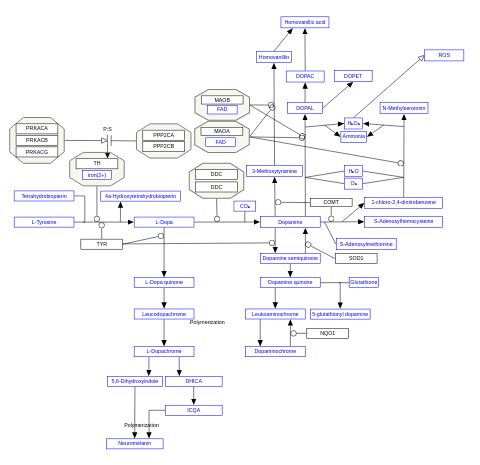 Homovanillic acid
Homovanillin
ROS
DOPAC
DOPET
MAOB
FAD
DOPAL
N-Methylserotonin
PRKACA
PRKACB
PRKACG
P:S
PPP2CA
PPP2CB
MAOA
FAD
H₂O₂
Ammonia
TH
iron(2+)
DDC
DDC
3-Methoxytyramine
H₂O
O₂
Tetrahydrobiopterin
4a-Hydroxytetrahydrobiopterin
CO₂
COMT
1-chloro-2,4-dinitrobenzene
L-Tyrosine
L-Dopa
Dopamine
S-Adenosylhomocysteine
TYR
S-Adenosylmethionine
Dopamine semiquinone
SOD1
L-Dopa quinone
Dopamine quinone
Glutathione
Leucodopachrome
Polymerization
Leukoaminochrome
5-glutathionyl dopamine
NQO1
L-Dopachrome
Dopaminochrome
5,6-Dihydroxyindole
DHICA
ICQA
Polymerization
Neuromelanin